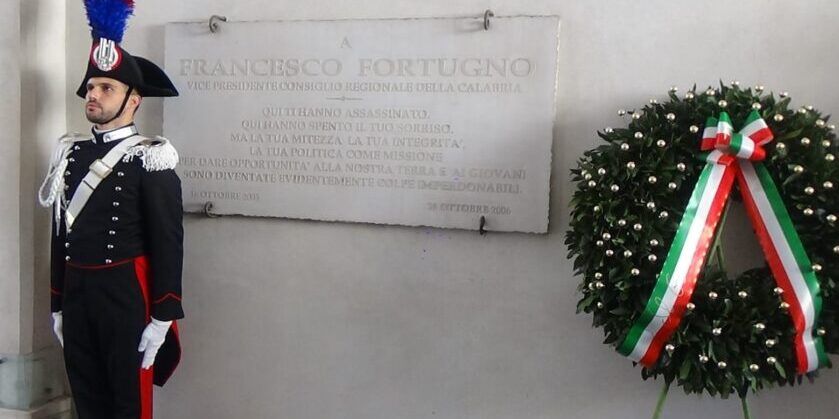 A
FRANCESCO FORTUGNO
VICE PRESIDENTE CONSIGLIO REGIONALE DELLA CALABRIA
QUI TI HANNO ASSASSINATO.
QUI HANNO SPENTO IL TUO SORRISO.
MA LA TUA MITEZZA, LA TUA INTEGRITA',
LA TUA POLITICA COME MISSIONE
PER DARE OPPORTUNITA' ALLA NOSTRA TERRA E AI GIOVANI
SONO DIVENTATE EVIDENTEMENTE COLPE IMPERDONABILI.
16 OTTOBRE 2005
28 OTTOBRE 2006